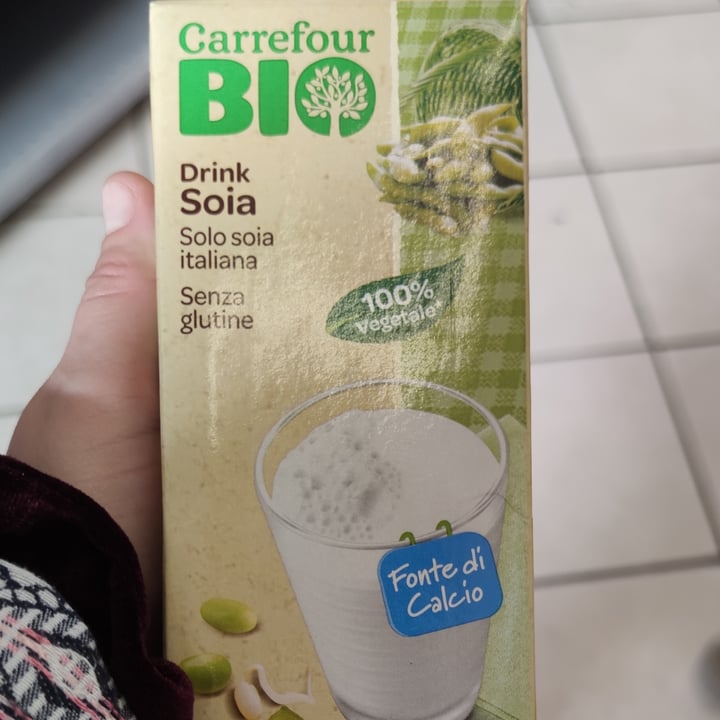 Carrefour
BIO
Drink
Soia
Solo soia
italiana
Senza
glutine
100%
vegetale*
Fonte di
Calcio